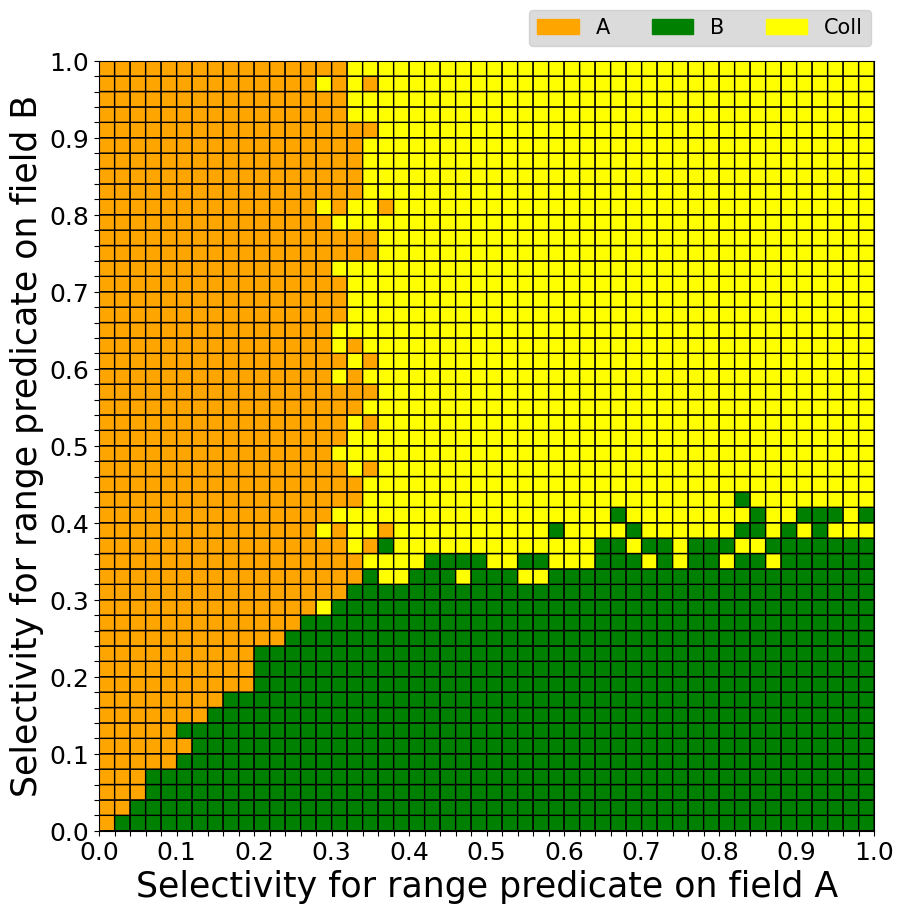 A B Coll
1.0
0.9
0.8
0.7
0.6
0.5
0.4
0.3
0.2
0.1
0.0
Selectivity for range predicate on field B
0.0 0.1 0.2 0.3 0.4 0.5 0.6 0.7 0.8 0.9 1.0
Selectivity for range predicate on field A